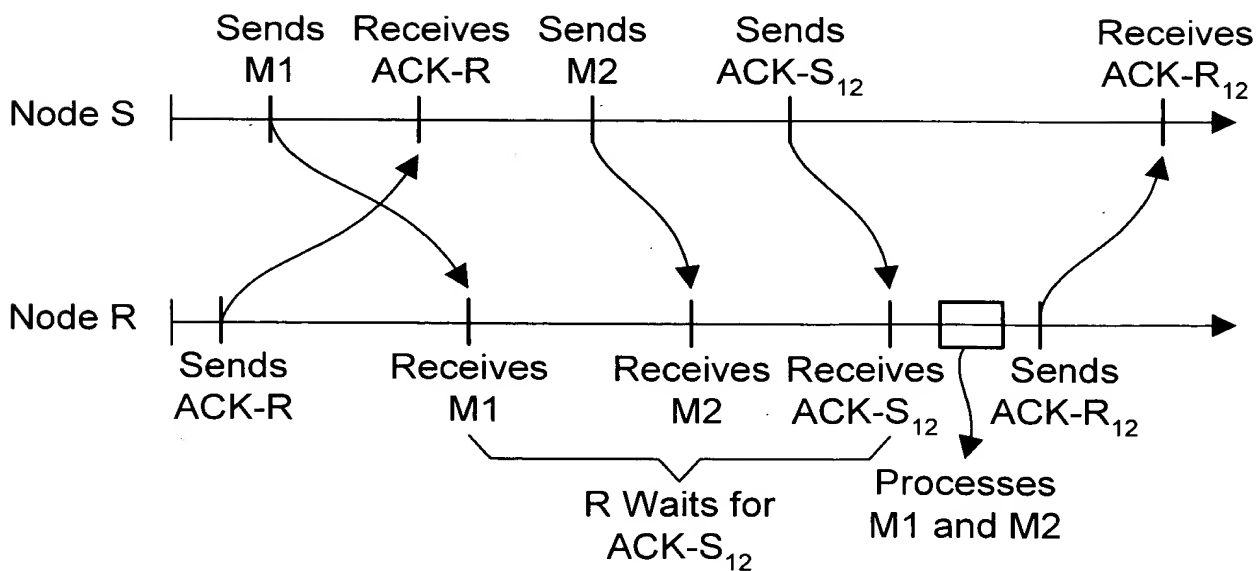 Sends
M1
Receives
ACK-R
Sends
M2
Sends
ACK-S₁₂
Receives
ACK-R₁₂
Node S
Node R
Sends
ACK-R
Receives
M1
Receives
M2
Receives
ACK-S₁₂
Sends
ACK-R₁₂
R Waits for
ACK-S₁₂
Processes
M1 and M2